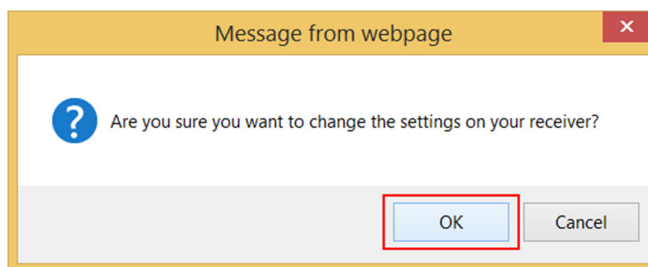 Message from webpage
Are you sure you want to change the settings on your receiver?
OK Cancel